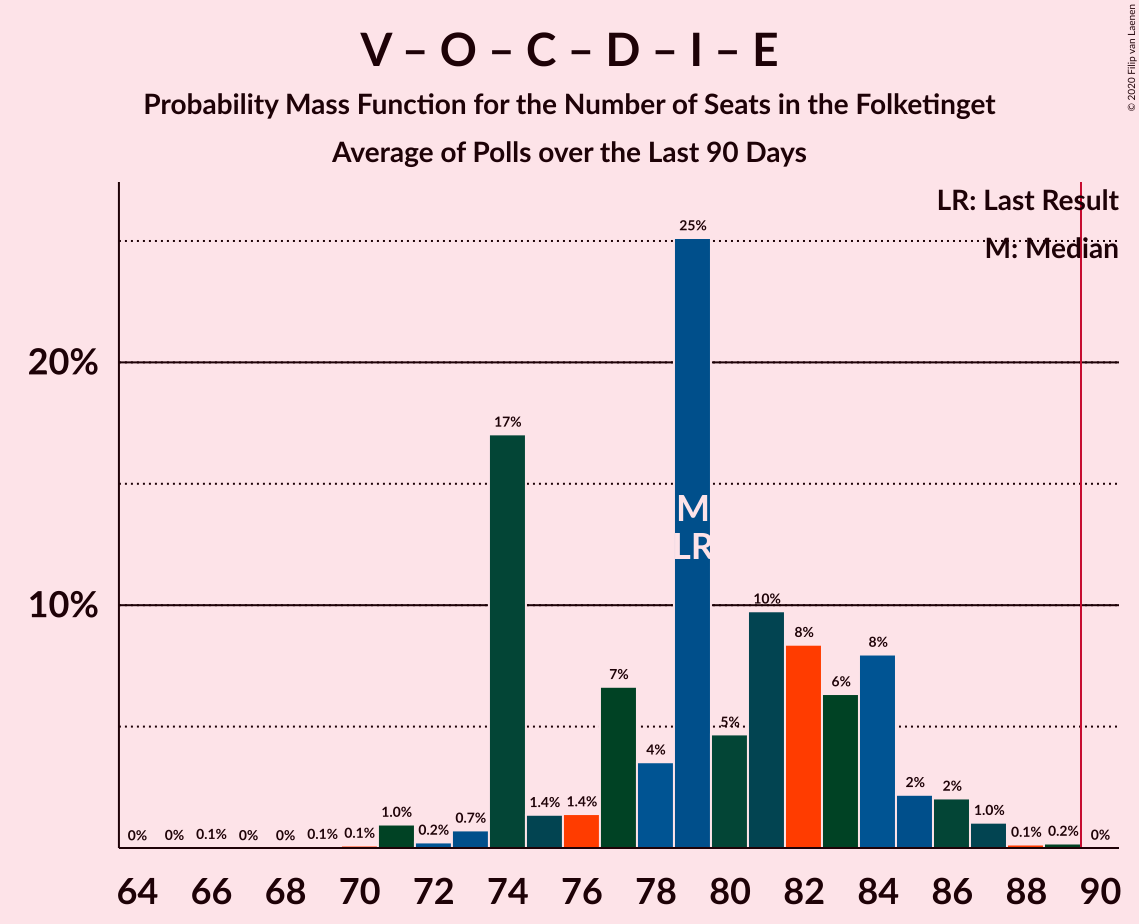 V – O – C – D – I – E
Probability Mass Function for the Number of Seats in the Folketinget
Average of Polls over the Last 90 Days
© 2020 Filip van Laenen
LR: Last Result
M: Median
20%
10%
0% 0% 0.1% 0% 0% 0.1% 0.1% 1.0% 0.2% 0.7% 17% 1.4% 1.4% 7% 4% 25% 5% 10% 8% 6% 8% 2% 2% 1.0% 0.1% 0.2% 0%
M
LR
64 66 68 70 72 74 76 78 80 82 84 86 88 90